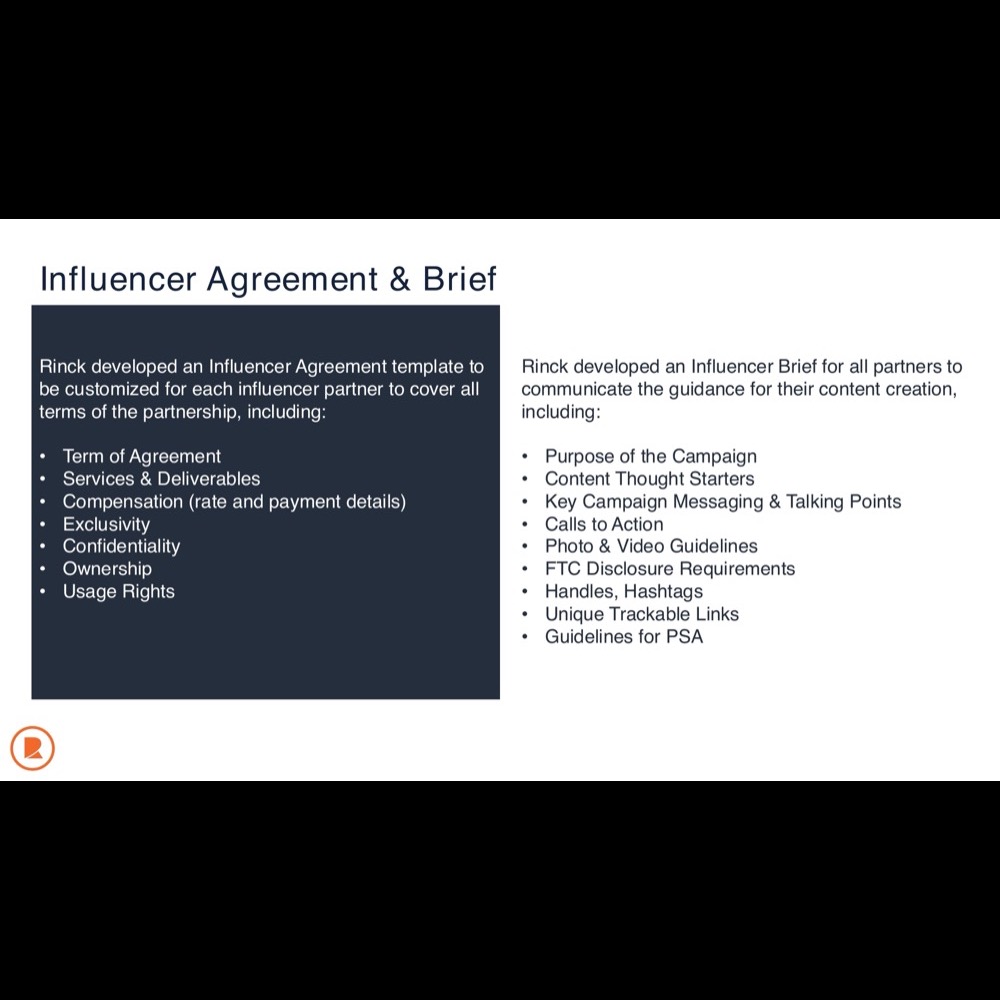 Influencer Agreement & Brief
Rinck developed an Influencer Agreement template to
be customized for each influencer partner to cover all
terms of the partnership, including:
• Term of Agreement
• Services & Deliverables
• Compensation (rate and payment details)
• Exclusivity
• Confidentiality
• Ownership
• Usage Rights
Rinck developed an Influencer Brief for all partners to
communicate the guidance for their content creation,
including:
• Purpose of the Campaign
• Content Thought Starters
• Key Campaign Messaging & Talking Points
• Calls to Action
• Photo & Video Guidelines
• FTC Disclosure Requirements
• Handles, Hashtags
• Unique Trackable Links
• Guidelines for PSA
R